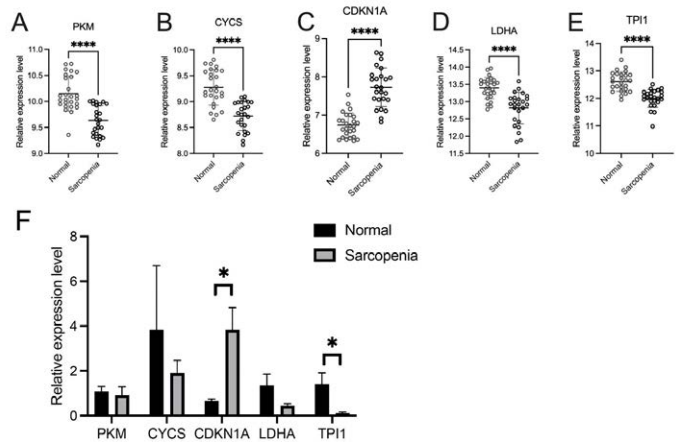 A
PKM
Relative expression level
****
10.5
11.0
10.0
9.5
9.0
Normal
Sarcopenia
B
CYCS
Relative expression level
****
10.5
10.0
9.5
9.0
8.5
8.0
Normal
Sarcopenia
C
CDKN1A
Relative expression level
****
9
8
7
6
Normal
Sarcopenia
D
LDHA
Relative expression level
****
14.5
14.0
13.5
13.0
12.5
12.0
11.5
Normal
Sarcopenia
E
TPI1
Relative expression level
****
14
13
12
11
10
Normal
Sarcopenia
F
Relative expression level
8
6
4
2
0
Normal
Sarcopenia
*
*
PKM CYCS CDKN1A LDHA TPI1